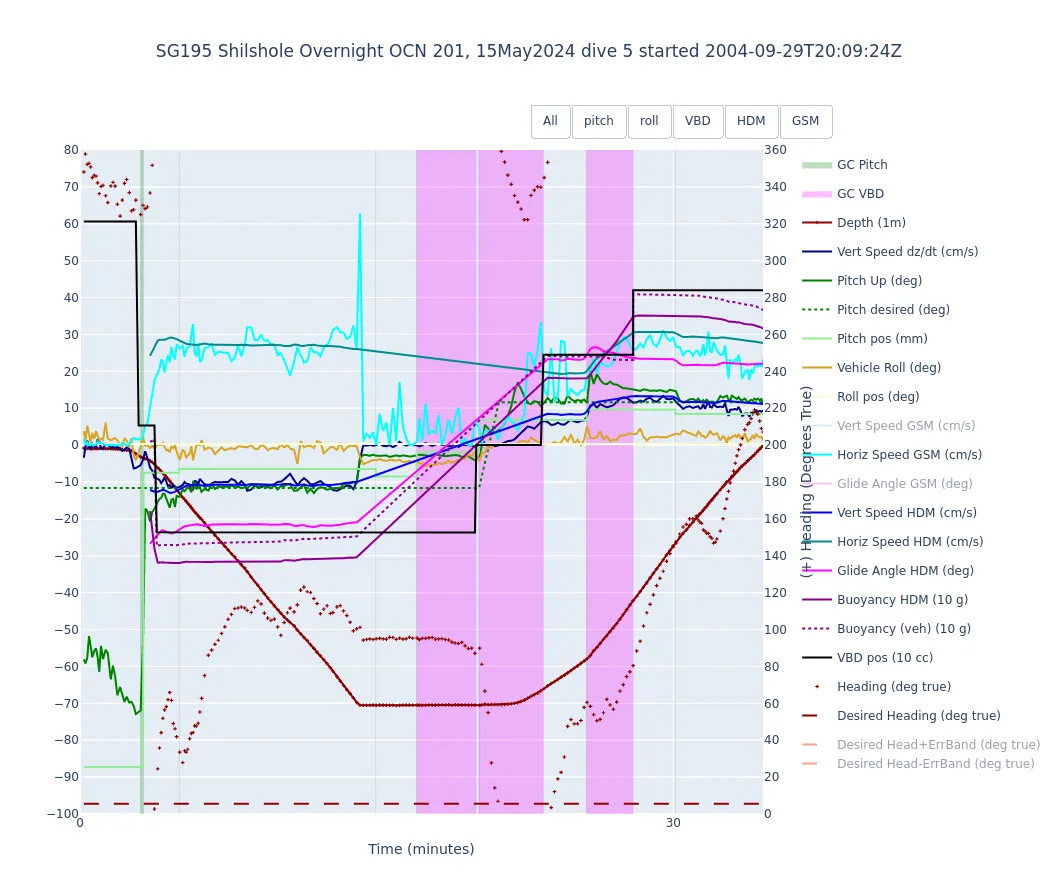 SG195 Shilshole Overnight OCN 201, 15May2024 dive 5 started 2004-09-29T20:09:24Z
All pitch roll VBD HDM GSM
80
70
60
50
40
30
20
10
0
−10
−20
−30
−40
−50
−60
−70
−80
−90
−100
0 30
Time (minutes)
360
340
320
300
280
260
240
220
200
180
160
140
120
100
80
60
40
20
0
(+) Heading (Degrees True)
GC Pitch
GC VBD
Depth (1m)
Vert Speed dz/dt (cm/s)
Pitch Up (deg)
Pitch desired (deg)
Pitch pos (mm)
Vehicle Roll (deg)
Roll pos (deg)
Vert Speed GSM (cm/s)
Horiz Speed GSM (cm/s)
Glide Angle GSM (deg)
Vert Speed HDM (cm/s)
Horiz Speed HDM (cm/s)
Glide Angle HDM (deg)
Buoyancy HDM (10 g)
Buoyancy (veh) (10 g)
VBD pos (10 cc)
Heading (deg true)
Desired Heading (deg true)
Desired Head+ErrBand (deg true)
Desired Head-ErrBand (deg true)